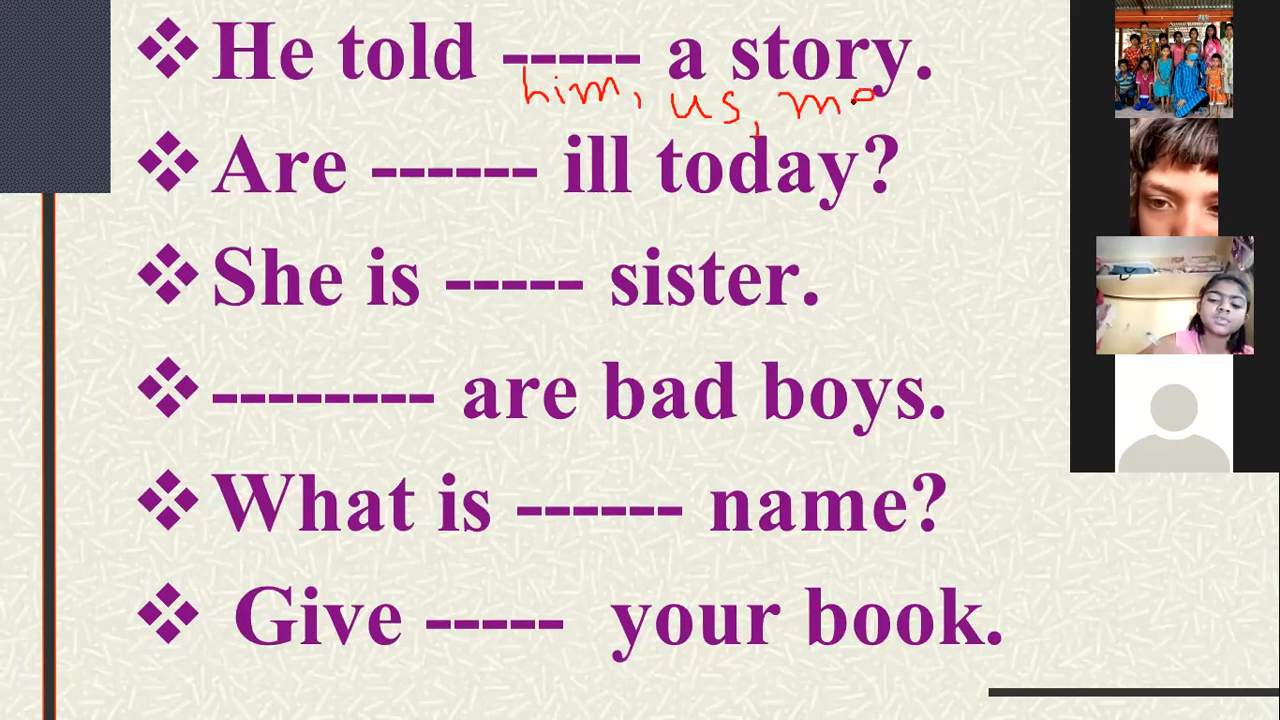 He told ----- a story.
him, us, me
Are ------ ill today?
She is ----- sister.
-------- are bad boys.
What is ------ name?
Give ----- your book.